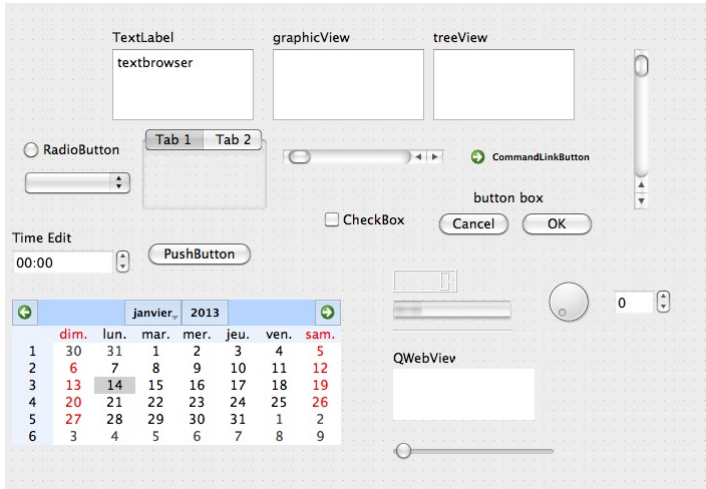 TextLabel
graphicView
treeView
textbrowser
RadioButton
Tab 1 Tab 2
CommandLinkButton
CheckBox
button box
Cancel OK
Time Edit
00:00
PushButton
0
janvier 2013
dim. lun. mar. mer. jeu. ven. sam.
1 30 31 1 2 3 4 5
2 6 7 8 9 10 11 12
3 13 14 15 16 17 18 19
4 20 21 22 23 24 25 26
5 27 28 29 30 31 1 2
6 3 4 5 6 7 8 9
QWebView